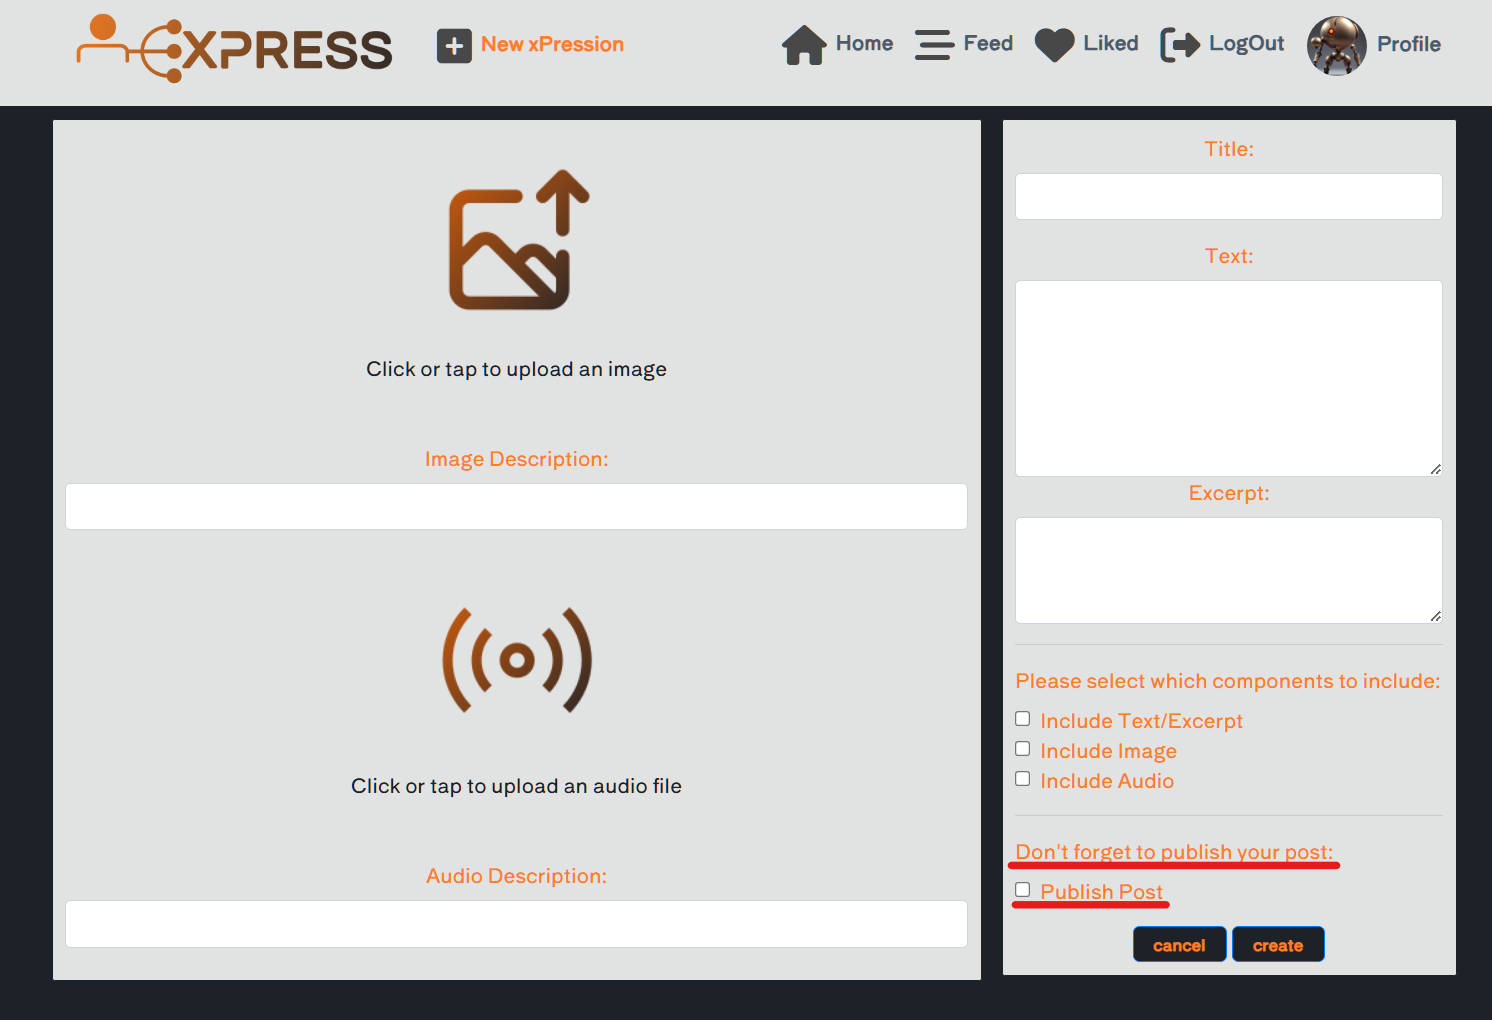 XPRESS
New xPression
Home
Feed
Liked
LogOut
Profile
Click or tap to upload an image
Image Description:
Click or tap to upload an audio file
Audio Description:
Title:
Text:
Excerpt:
Please select which components to include:
Include Text/Excerpt
Include Image
Include Audio
Don't forget to publish your post:
Publish Post
cancel
create